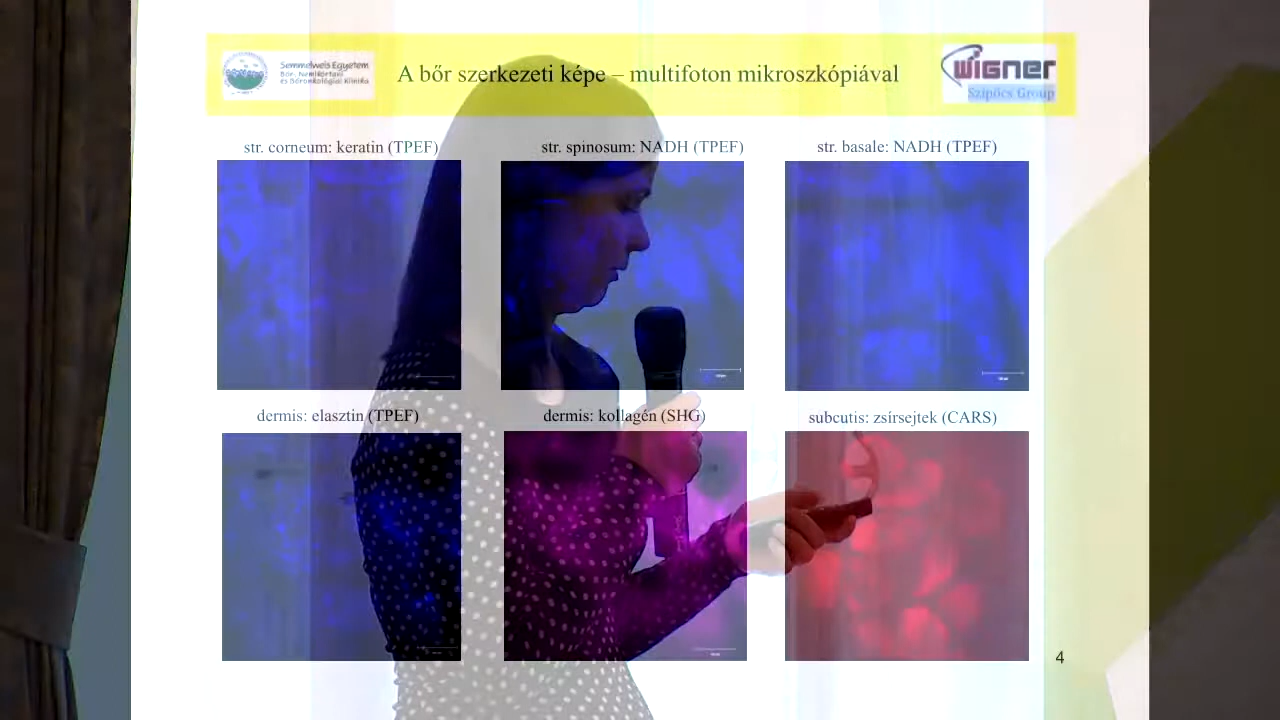 Semmelweis Egyetem
Bőr, Nemikórtani
és Bőronkológiai Klinika
A bőr szerkezeti képe – multifoton mikroszkópiával
wigner
Szipőcs Group
str. corneum: keratin (TPEF)
str. spinosum: NADH (TPEF)
str. basale: NADH (TPEF)
dermis: elasztin (TPEF)
dermis: kollagén (SHG)
subcutis: zsírsejtek (CARS)
4